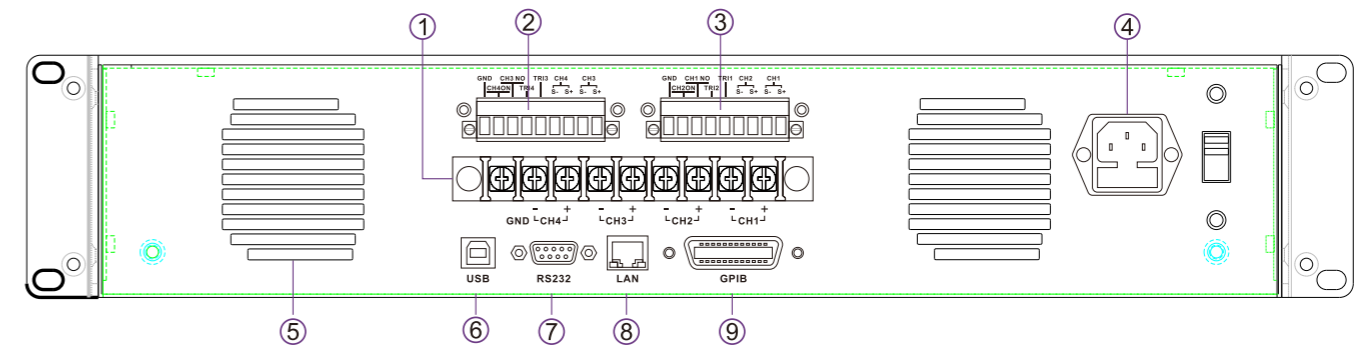 ① ② ③ ④
GND CH3 NO TRI3 CH4 CH3
CH4ON TRI4 S- S+ S- S+
GND CH1 NO TRI1 CH2 CH1
CH2ON TRI2 S- S+ S- S+
- + - + - + - +
GND CH4 CH3 CH2 CH1
USB RS232 LAN GPIB
⑤ ⑥ ⑦ ⑧ ⑨